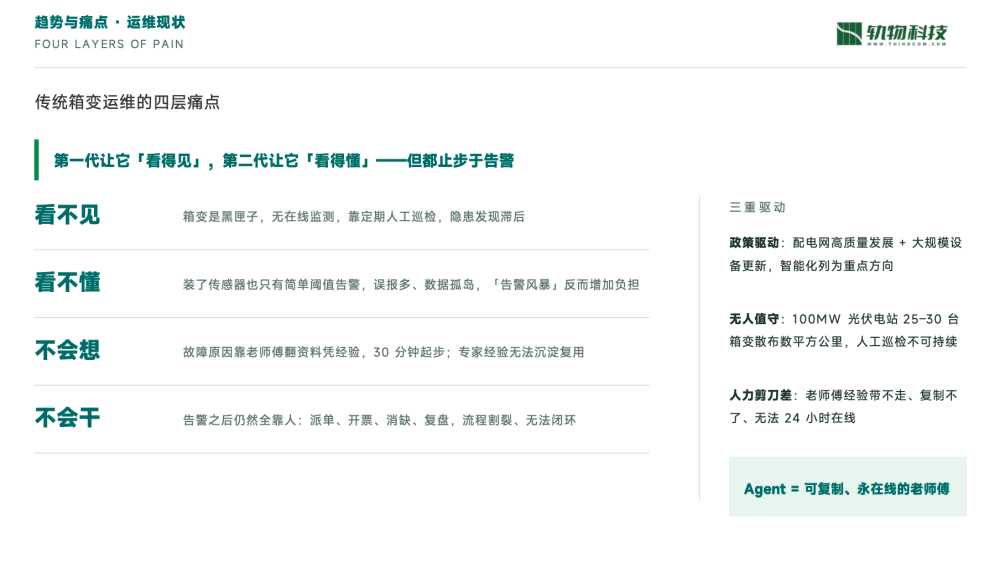 趋势与痛点 · 运维现状
FOUR LAYERS OF PAIN
轨物科技
WWW.THINGCOM.COM
传统箱变运维的四层痛点
第一代让它「看得见」，第二代让它「看得懂」——但都止步于告警
看不见
箱变是黑匣子，无在线监测，靠定期人工巡检，隐患发现滞后
看不懂
装了传感器也只有简单阈值告警，误报多、数据孤岛，「告警风暴」反而增加负担
不会想
故障原因靠老师傅翻资料凭经验，30 分钟起步；专家经验无法沉淀复用
不会干
告警之后仍然全靠人：派单、开票、消缺、复盘，流程割裂、无法闭环
三重驱动
政策驱动：配电网高质量发展 + 大规模设
备更新，智能化列为重点方向
无人值守：100MW 光伏电站 25–30 台
箱变散布数平方公里，人工巡检不可持续
人力剪刀差：老师傅经验带不走、复制不
了、无法 24 小时在线
Agent = 可复制、永在线的老师傅